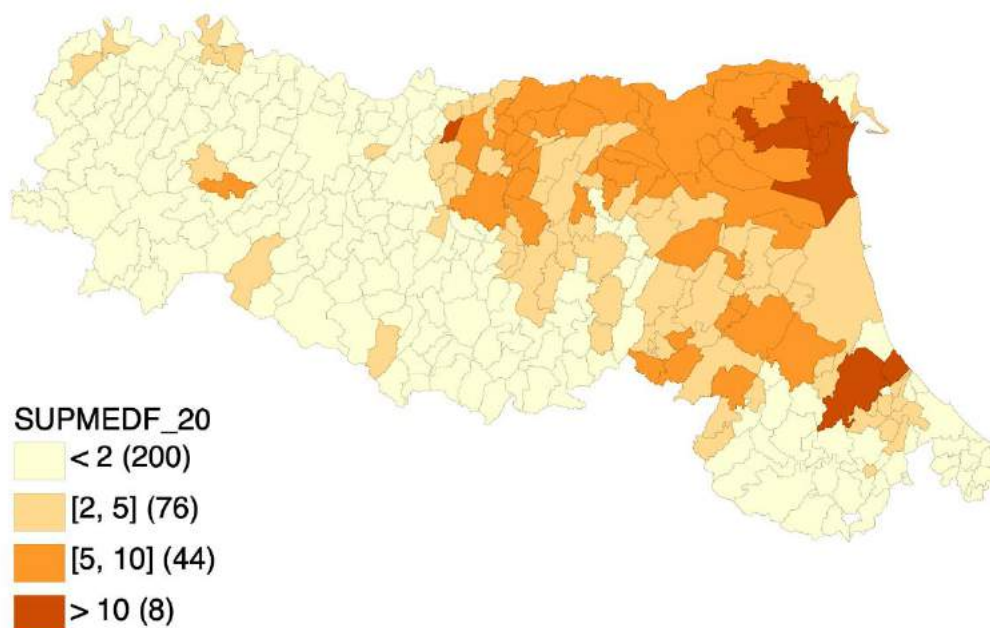 SUPMEDF_20
< 2 (200)
[2, 5] (76)
[5, 10] (44)
> 10 (8)